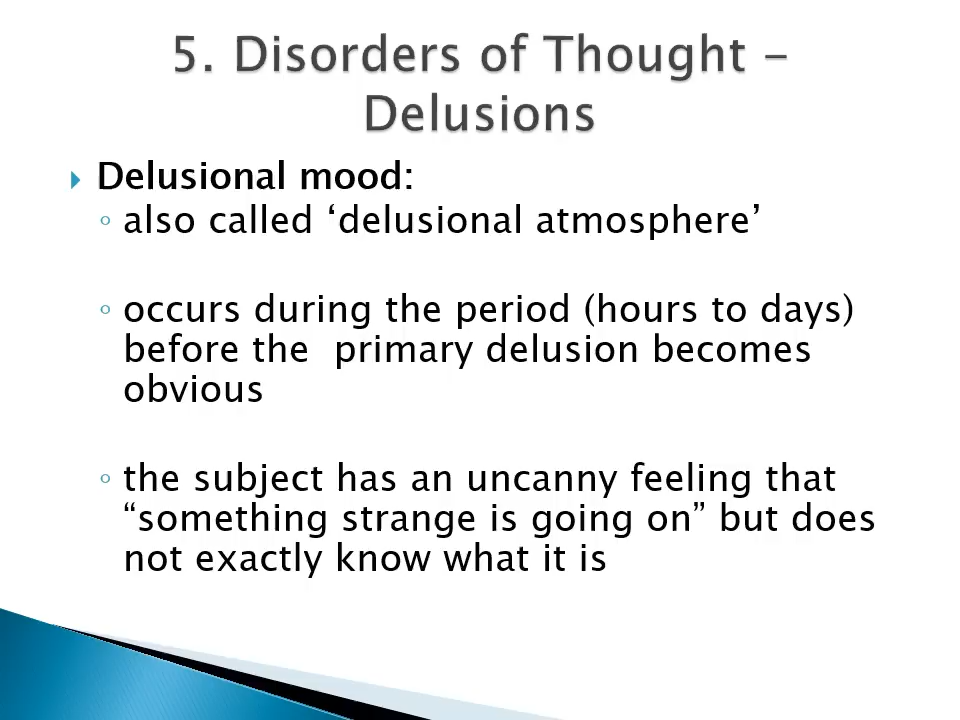 5. Disorders of Thought –
Delusions
Delusional mood:
also called ‘delusional atmosphere’
occurs during the period (hours to days)
before the  primary delusion becomes
obvious
the subject has an uncanny feeling that
“something strange is going on” but does
not exactly know what it is